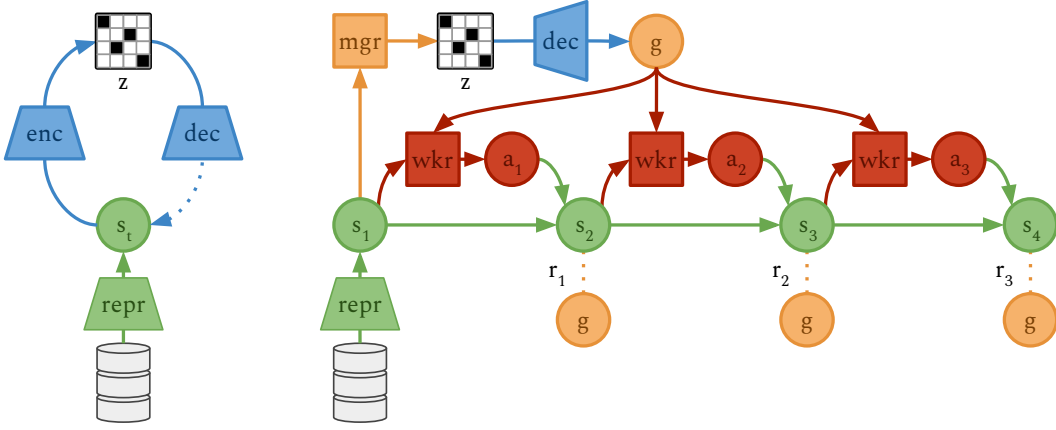 z
enc
dec
s_t
repr
mgr
z
dec
g
wkr
a_1
wkr
a_2
wkr
a_3
s_1
s_2
s_3
s_4
r_1
r_2
r_3
repr
g
g
g